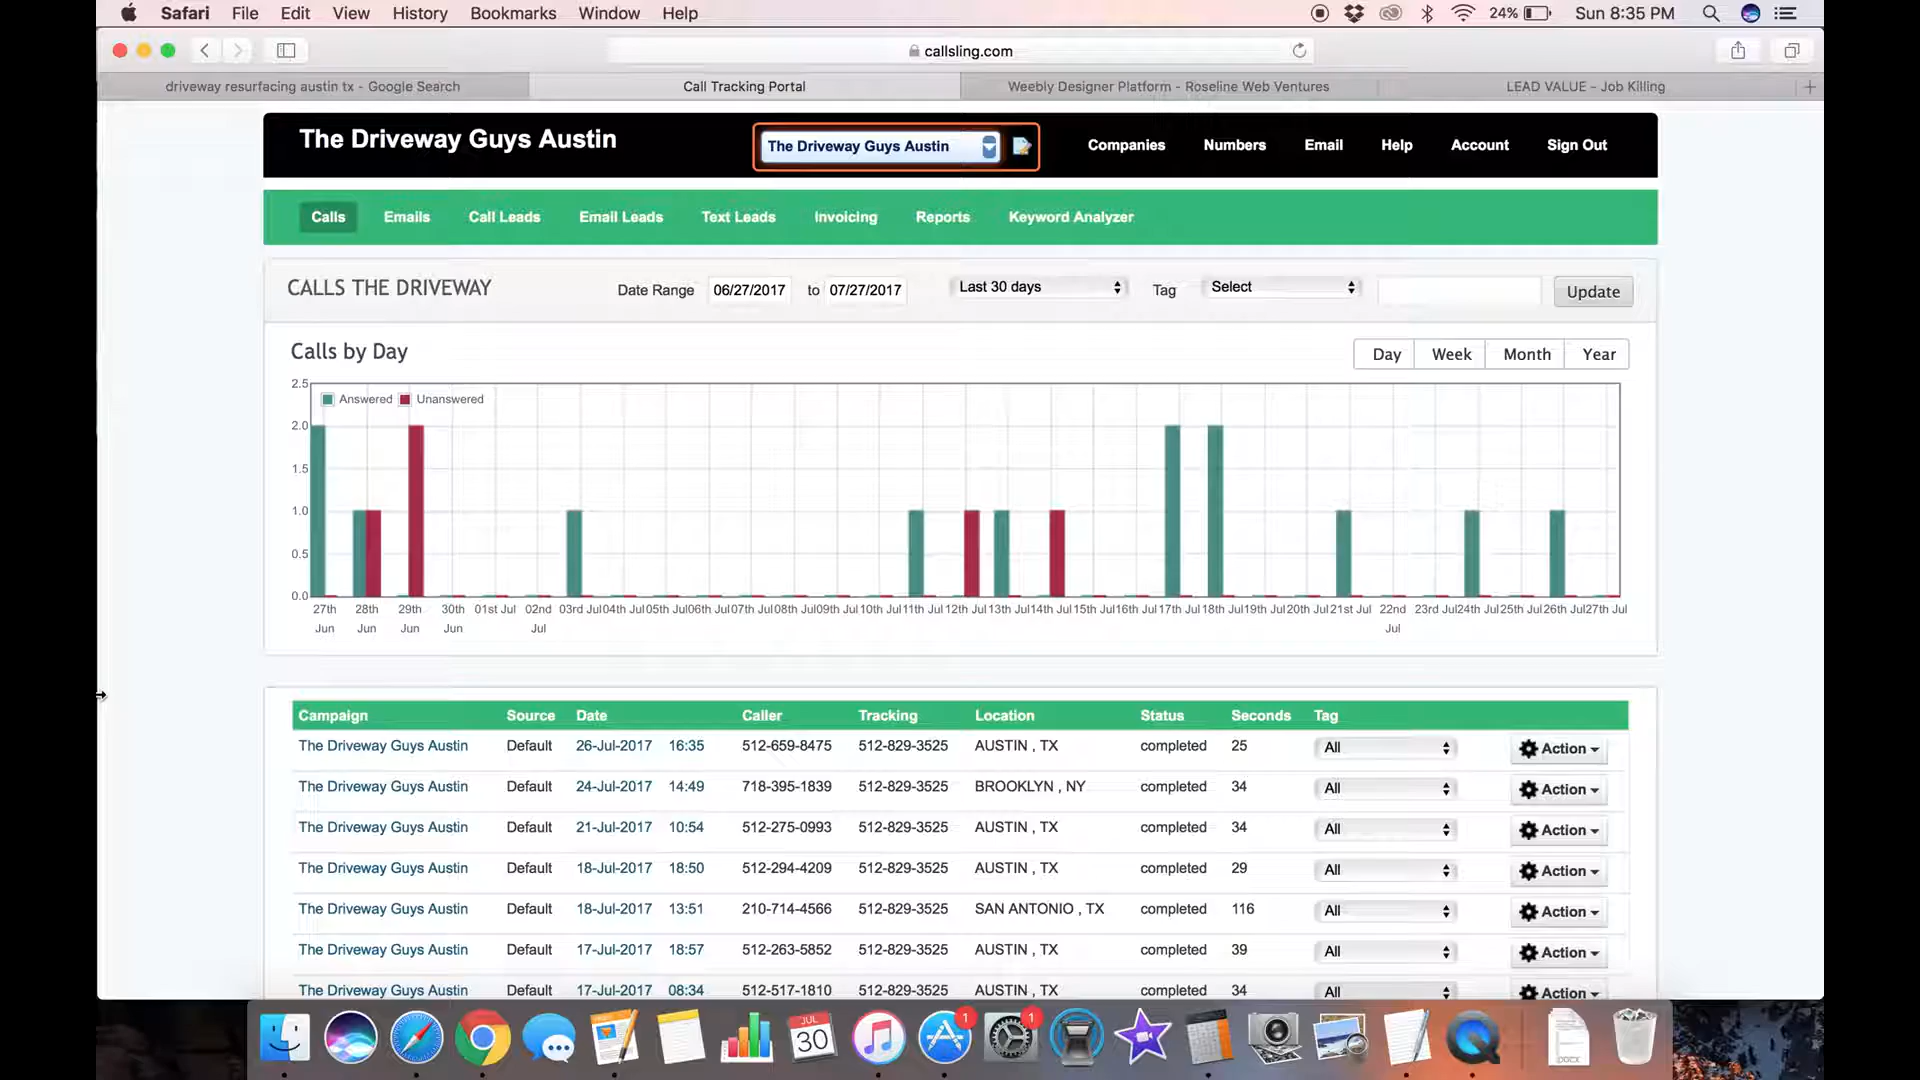 Safari File Edit View History Bookmarks Window Help 24% Sun 8:35 PM
callsling.com
driveway resurfacing austin tx - Google Search Call Tracking Portal Weebly Designer Platform - Roseline Web Ventures LEAD VALUE - Job Killing
The Driveway Guys Austin The Driveway Guys Austin Companies Numbers Email Help Account Sign Out
Calls Emails Call Leads Email Leads Text Leads Invoicing Reports Keyword Analyzer
CALLS THE DRIVEWAY Date Range 06/27/2017 to 07/27/2017 Last 30 days Tag Select Update
Calls by Day Day Week Month Year
2.5
Answered Unanswered
2.0
1.5
1.0
0.5
0.0
27th Jun 28th Jun 29th Jun 30th Jun 01st Jul 02nd Jul 03rd Jul 04th Jul 05th Jul 06th Jul 07th Jul 08th Jul 09th Jul 10th Jul 11th Jul 12th Jul 13th Jul 14th Jul 15th Jul 16th Jul 17th Jul 18th Jul 19th Jul 20th Jul 21st Jul 22nd Jul 23rd Jul 24th Jul 25th Jul 26th Jul 27th Jul
Campaign Source Date Caller Tracking Location Status Seconds Tag
The Driveway Guys Austin Default 26-Jul-2017 16:35 512-659-8475 512-829-3525 AUSTIN , TX completed 25 All Action
The Driveway Guys Austin Default 24-Jul-2017 14:49 718-395-1839 512-829-3525 BROOKLYN , NY completed 34 All Action
The Driveway Guys Austin Default 21-Jul-2017 10:54 512-275-0993 512-829-3525 AUSTIN , TX completed 34 All Action
The Driveway Guys Austin Default 18-Jul-2017 18:50 512-294-4209 512-829-3525 AUSTIN , TX completed 29 All Action
The Driveway Guys Austin Default 18-Jul-2017 13:51 210-714-4566 512-829-3525 SAN ANTONIO , TX completed 116 All Action
The Driveway Guys Austin Default 17-Jul-2017 18:57 512-263-5852 512-829-3525 AUSTIN , TX completed 39 All Action
The Driveway Guys Austin Default 17-Jul-2017 08:34 512-517-1810 512-829-3525 AUSTIN , TX completed 34 All Action
JUL
30
1
1
DOCX